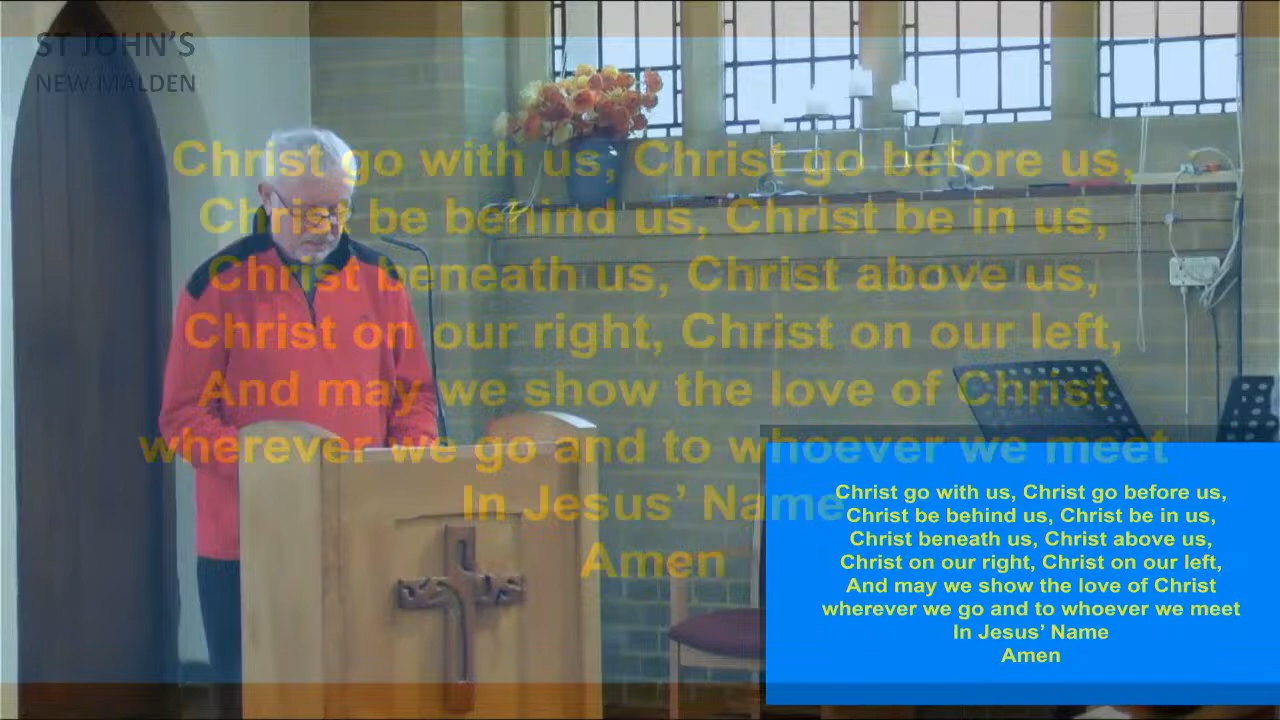 ST JOHN'S
NEW MALDEN
Christ go with us, Christ go before us,
Christ be behind us, Christ be in us,
Christ beneath us, Christ above us,
Christ on our right, Christ on our left,
And may we show the love of Christ
wherever we go and to whoever we meet
In Jesus’ Name
Amen
Christ go with us, Christ go before us,
Christ be behind us, Christ be in us,
Christ beneath us, Christ above us,
Christ on our right, Christ on our left,
And may we show the love of Christ
wherever we go and to whoever we meet
In Jesus’ Name
Amen